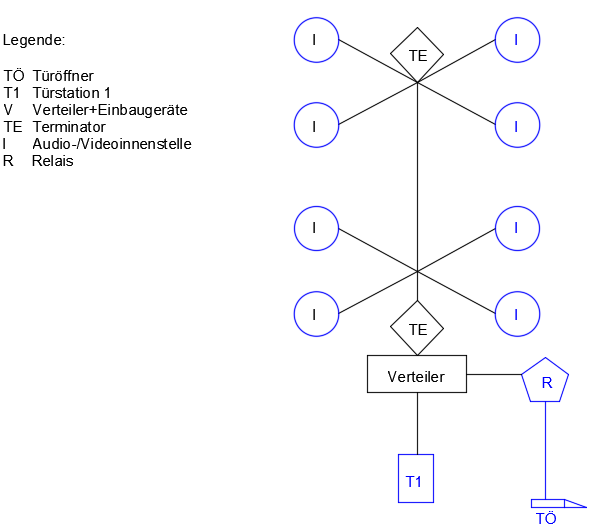 Legende:
TÖ Türöffner
T1 Türstation 1
V Verteiler+Einbaugeräte
TE Terminator
I Audio-/Videoinnenstelle
R Relais
I
TE
I
I
I
I
I
I
TE
I
Verteiler
R
T1
TÖ